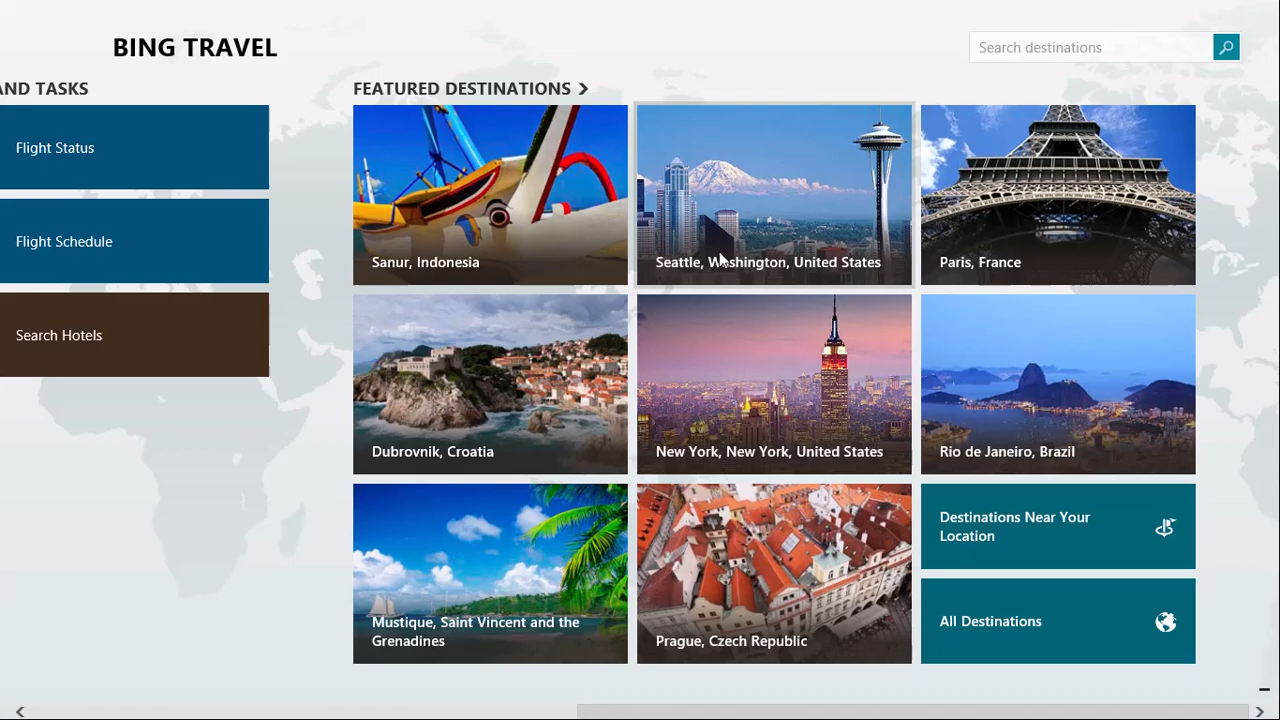 BING TRAVEL
Search destinations
AND TASKS
Flight Status
Flight Schedule
Search Hotels
FEATURED DESTINATIONS
Sanur, Indonesia
Seattle, Washington, United States
Paris, France
Dubrovnik, Croatia
New York, New York, United States
Rio de Janeiro, Brazil
Mustique, Saint Vincent and the
Grenadines
Prague, Czech Republic
Destinations Near Your
Location
All Destinations